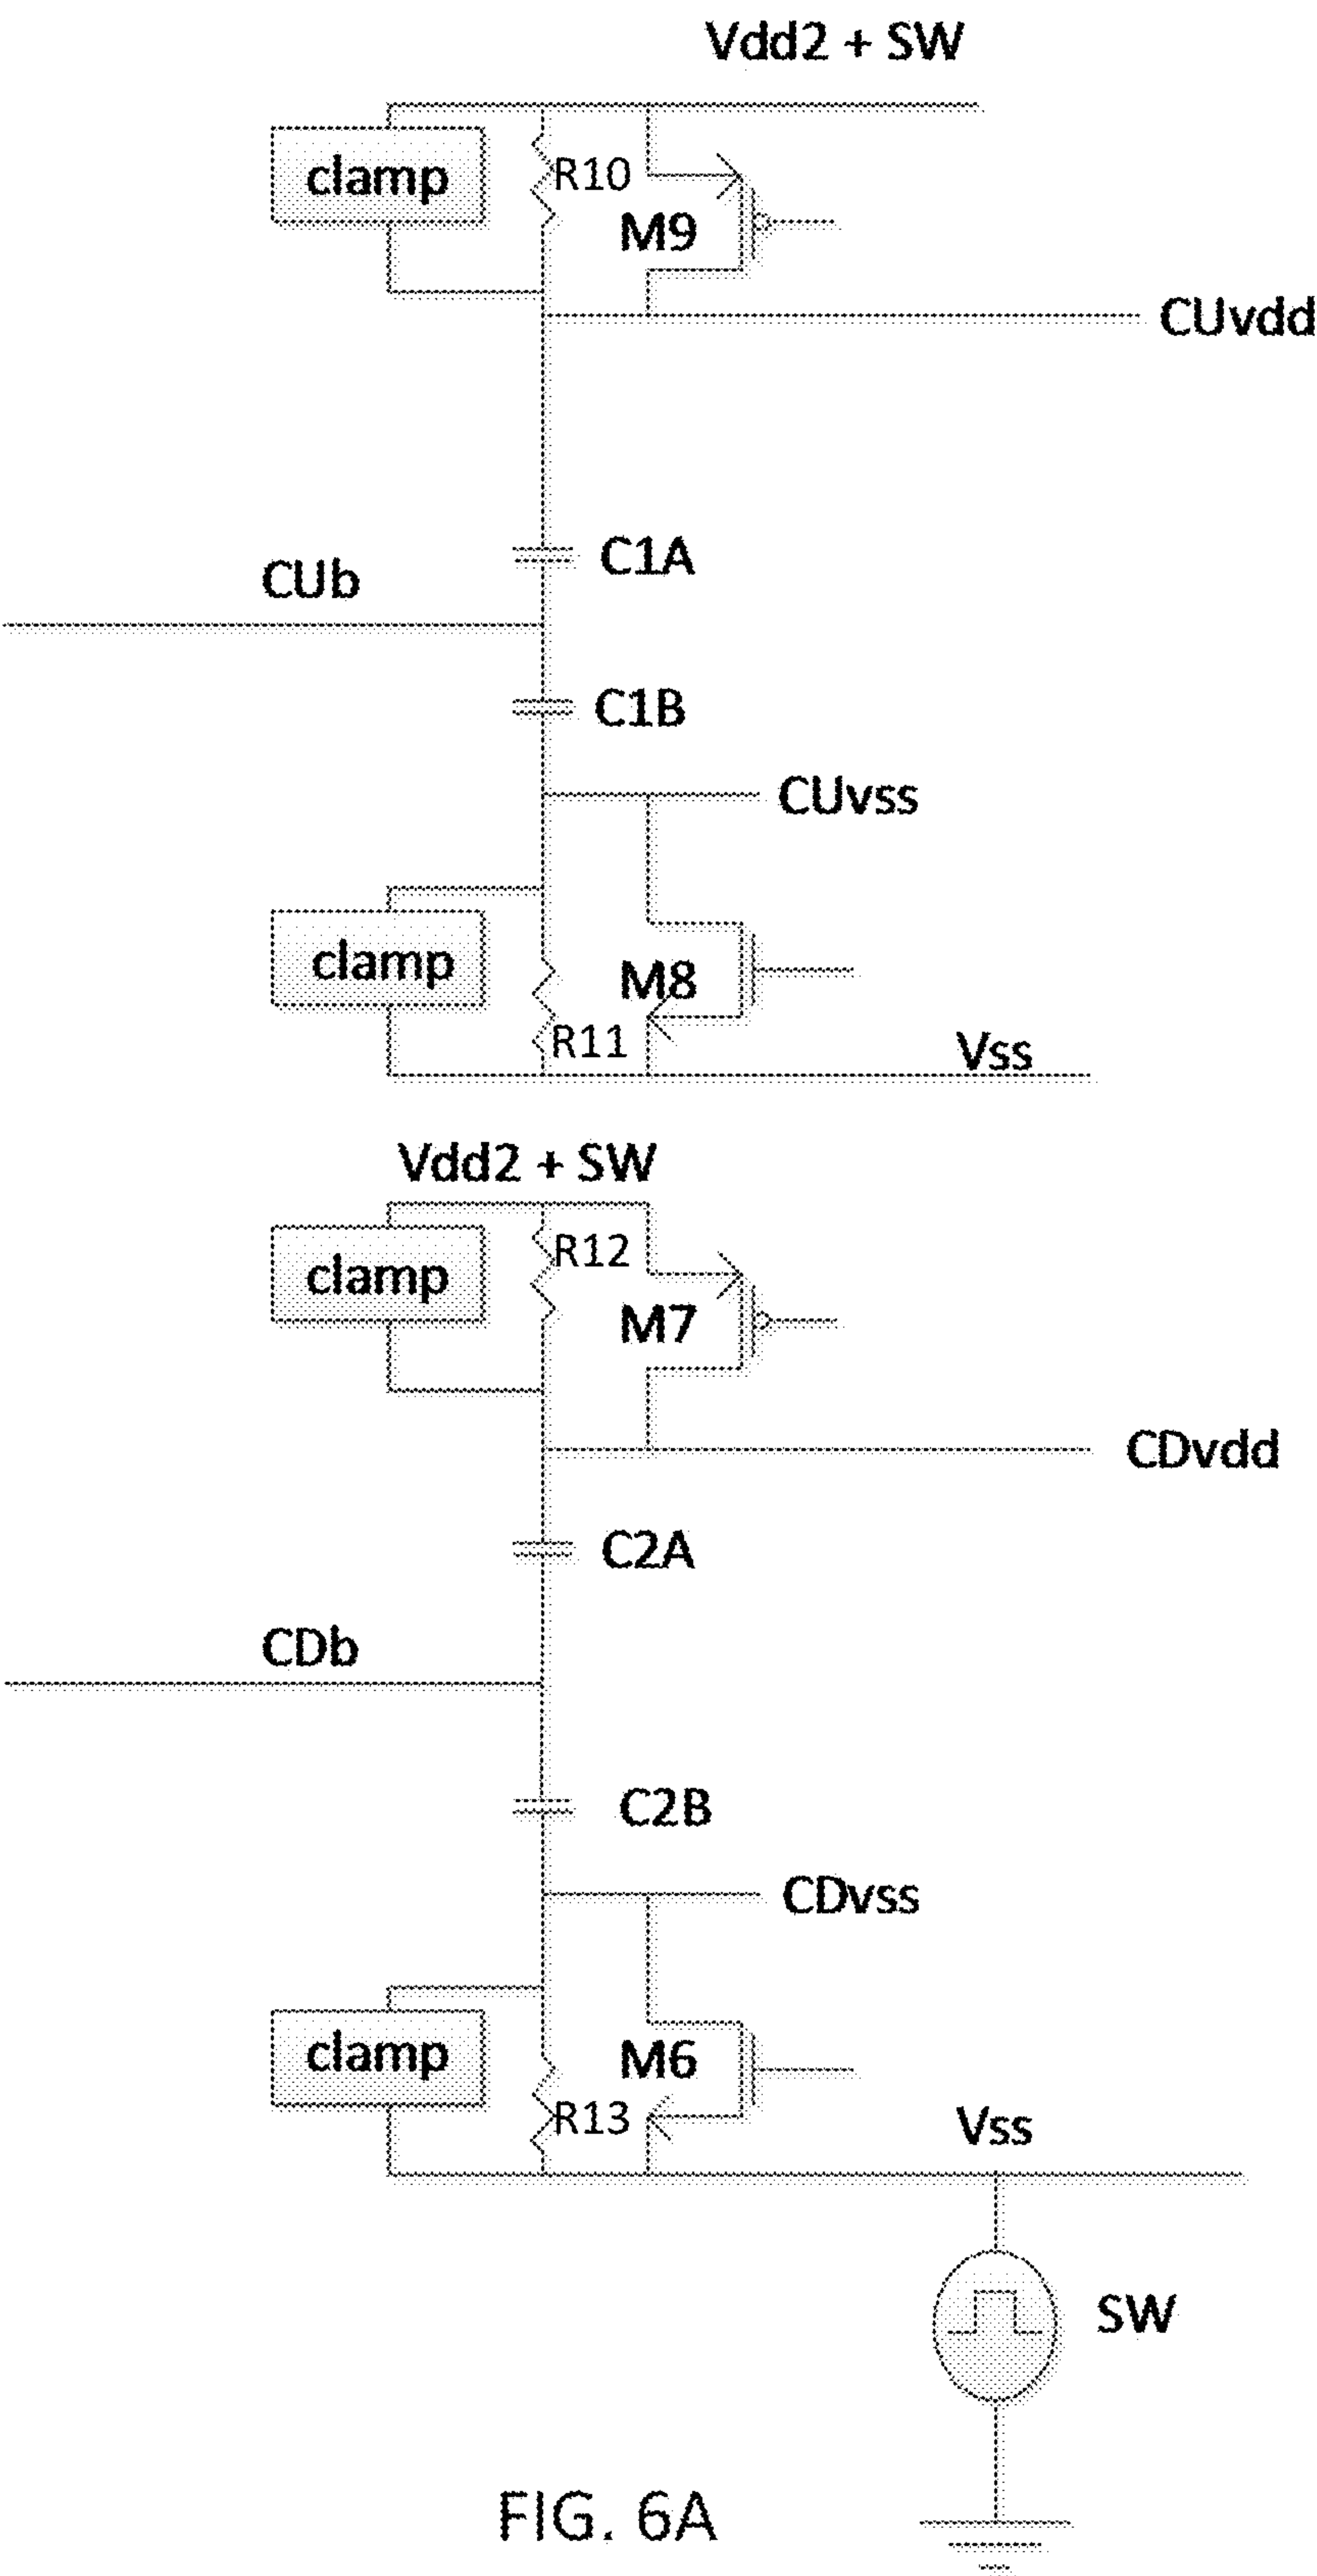 Vdd2 + SW
clamp
R10
M9
CUvdd
C1A
CUb
C1B
CUvss
clamp
M8
R11
Vss
Vdd2 + SW
R12
clamp
M7
CDvdd
C2A
CDb
C2B
CDvss
clamp
M6
R13
Vss
SW
FIG. 6A